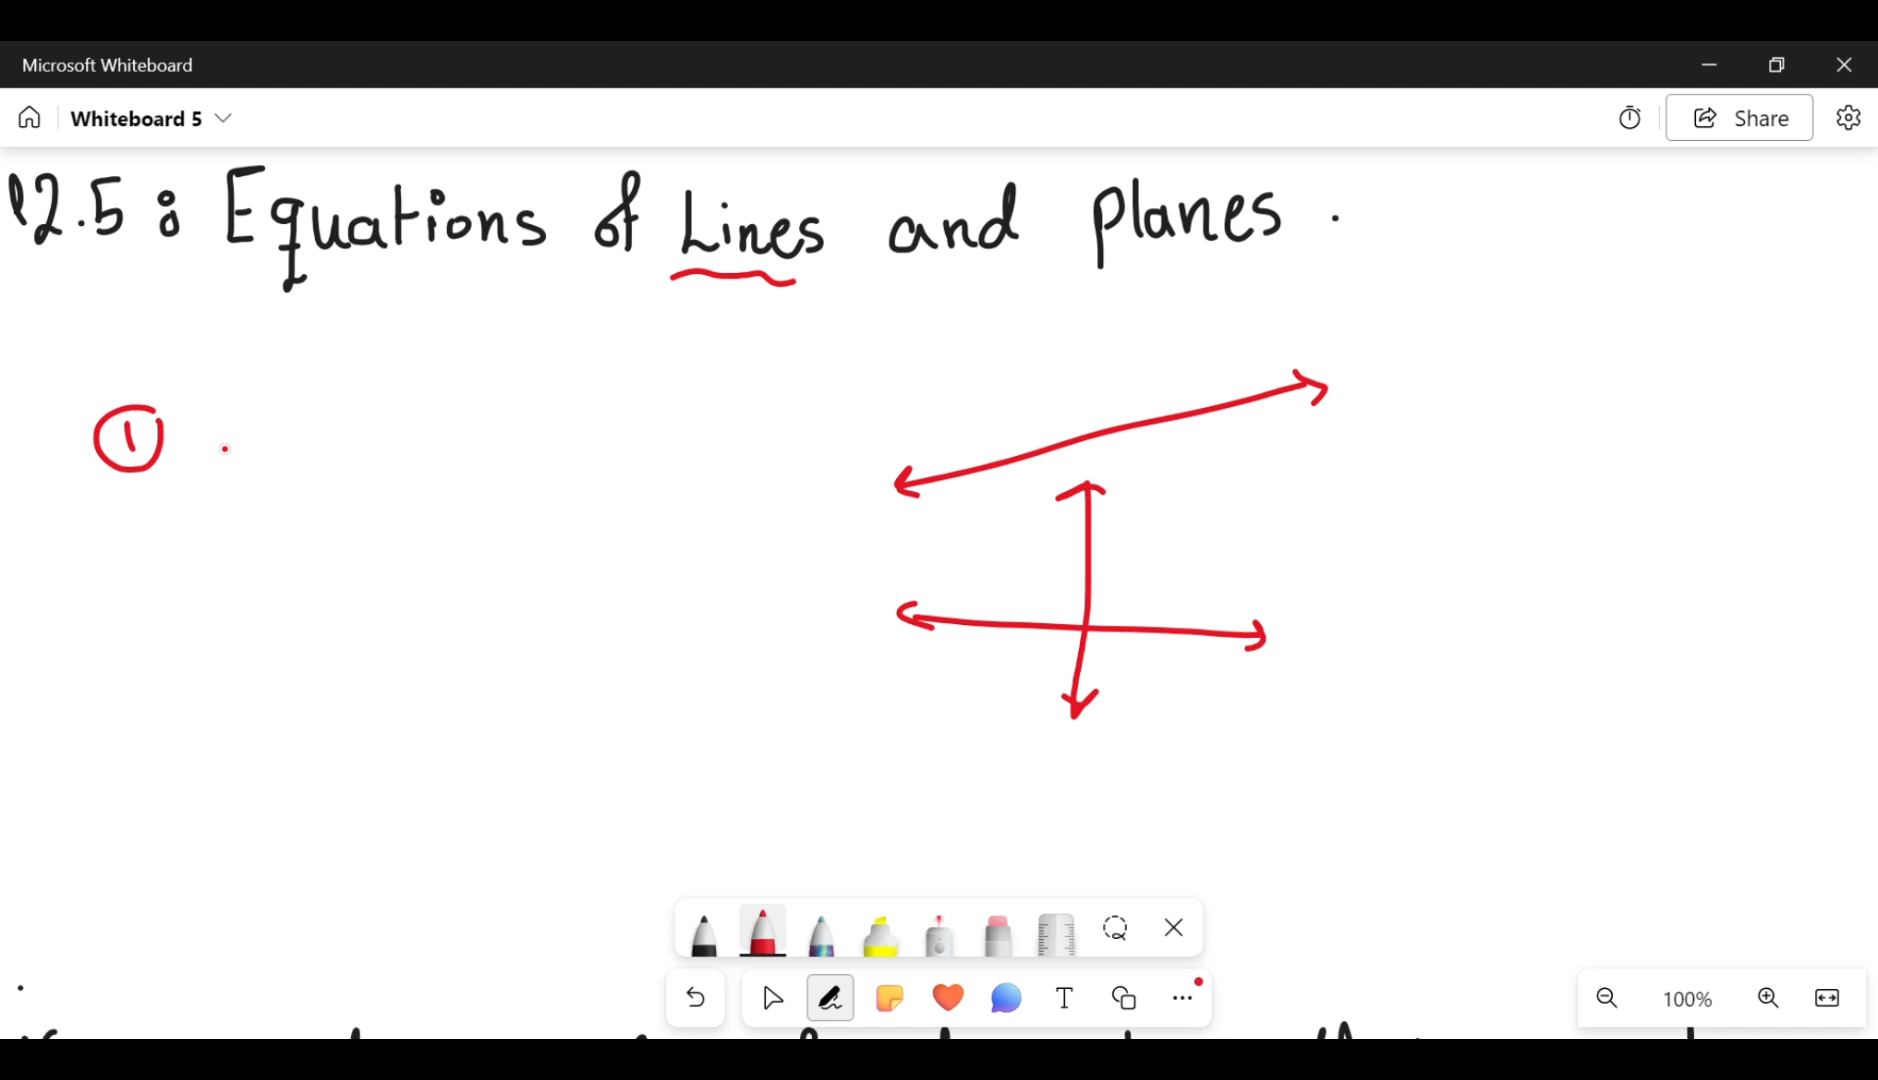 Microsoft Whiteboard
Whiteboard 5
Share
12.5 : Equations of Lines and planes .
1
T
100%